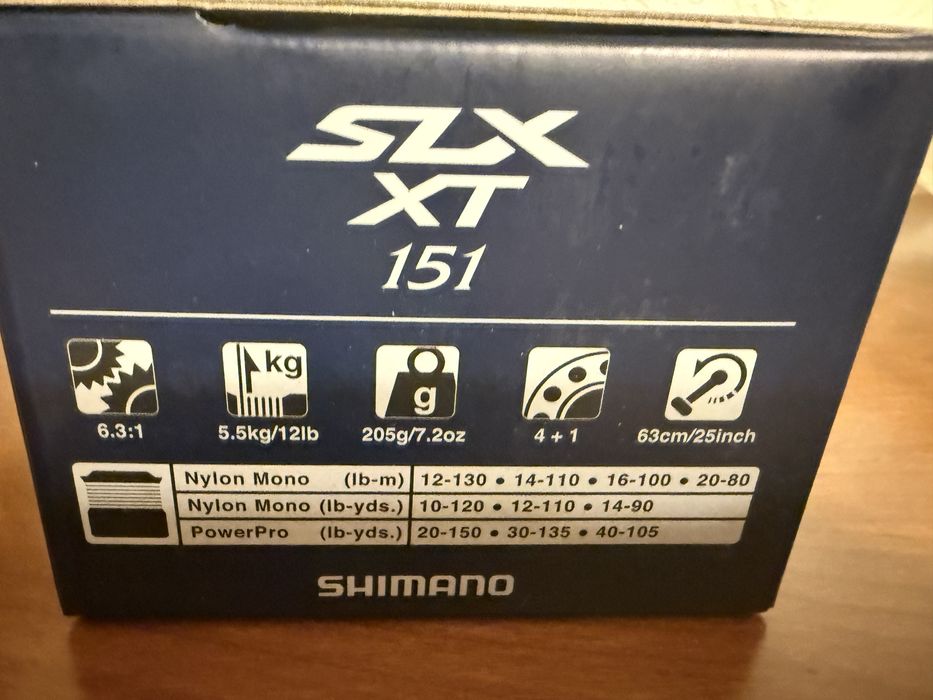 SLX
XT
151
kg
g
6.3:1 5.5kg/12lb 205g/7.2oz 4 + 1 63cm/25inch
Nylon Mono (lb-m) 12-130 • 14-110 • 16-100 • 20-80
Nylon Mono (lb-yds.) 10-120 • 12-110 • 14-90
PowerPro (lb-yds.) 20-150 • 30-135 • 40-105
SHIMANO